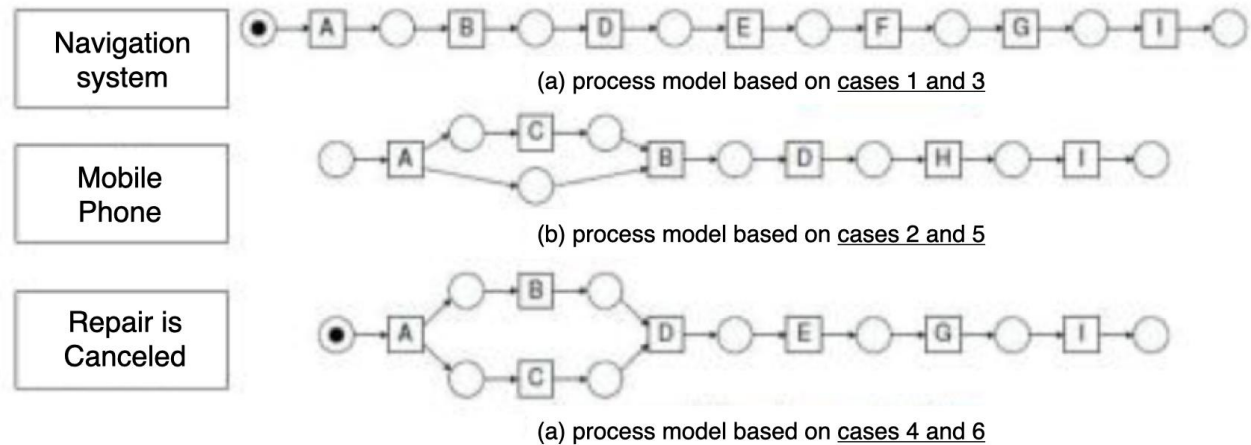 Navigation
system
A B D E F G I
(a) process model based on cases 1 and 3
Mobile
Phone
C
A B D H I
(b) process model based on cases 2 and 5
Repair is
Canceled
B
A D E G I
C
(a) process model based on cases 4 and 6